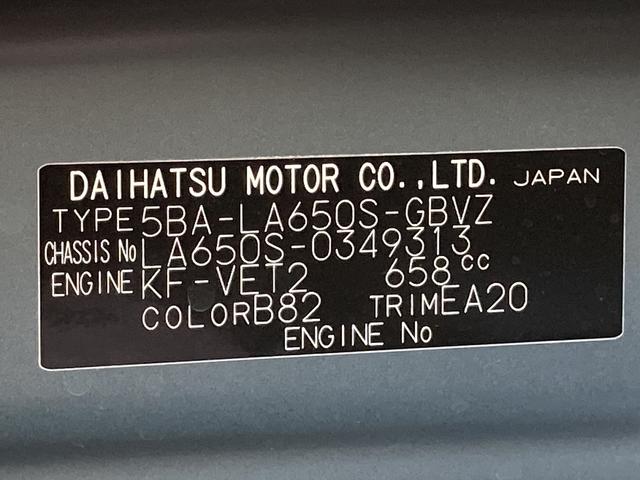 DAIHATSU MOTOR CO.,LTD. JAPAN
TYPE 5BA-LA650S-GBVZ
CHASSIS No LA650S-0349313
ENGINE KF-VET2 658cc
COLOR B82 TRIM EA20
ENGINE No